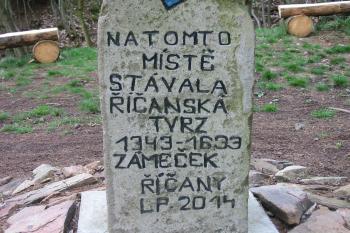 NATOMTO
MÍSTĚ
STÁVALA
ŘÍČANSKÁ
TVRZ
1343-1633
ZÁMEČEK
ŘÍČANY
LP. 2014